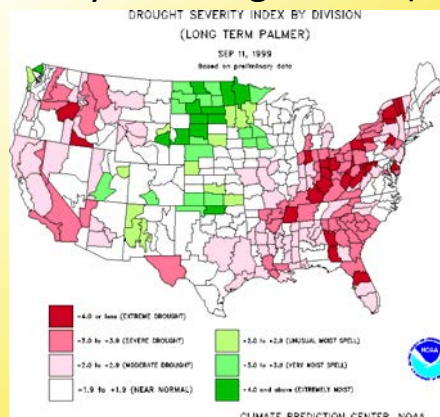 DROUGHT SEVERITY INDEX BY DIVISION
(LONG TERM PALMER)
SEP 11, 1999
Based on preliminary data
-4.0 or less (EXTREME DROUGHT)
-3.0 to -3.9 (SEVERE DROUGHT)
-2.0 to -2.9 (MODERATE DROUGHT)
-1.9 to +1.9 (NEAR NORMAL)
+2.0 to +2.9 (UNUSUAL MOIST SPELL)
+3.0 to +3.9 (VERY MOIST SPELL)
+4.0 and above (EXTREMELY MOIST)
NOAA
CLIMATE PREDICTION CENTER, NOAA